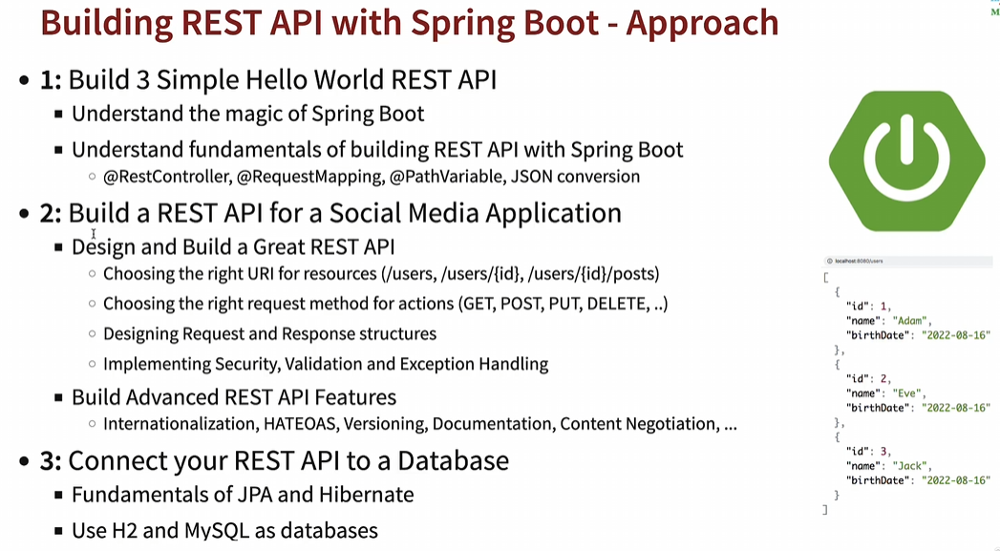 Building REST API with Spring Boot - Approach
M
• 1: Build 3 Simple Hello World REST API
▪ Understand the magic of Spring Boot
▪ Understand fundamentals of building REST API with Spring Boot
○ @RestController, @RequestMapping, @PathVariable, JSON conversion
• 2: Build a REST API for a Social Media Application
▪ Design and Build a Great REST API
○ Choosing the right URI for resources (/users, /users/{id}, /users/{id}/posts)
○ Choosing the right request method for actions (GET, POST, PUT, DELETE, ..)
○ Designing Request and Response structures
○ Implementing Security, Validation and Exception Handling
▪ Build Advanced REST API Features
○ Internationalization, HATEOAS, Versioning, Documentation, Content Negotiation, ...
• 3: Connect your REST API to a Database
▪ Fundamentals of JPA and Hibernate
▪ Use H2 and MySQL as databases
localhost:8080/users
[
{
"id": 1,
"name": "Adam",
"birthDate": "2022-08-16"
},
{
"id": 2,
"name": "Eve",
"birthDate": "2022-08-16"
},
{
"id": 3,
"name": "Jack",
"birthDate": "2022-08-16"
}
]